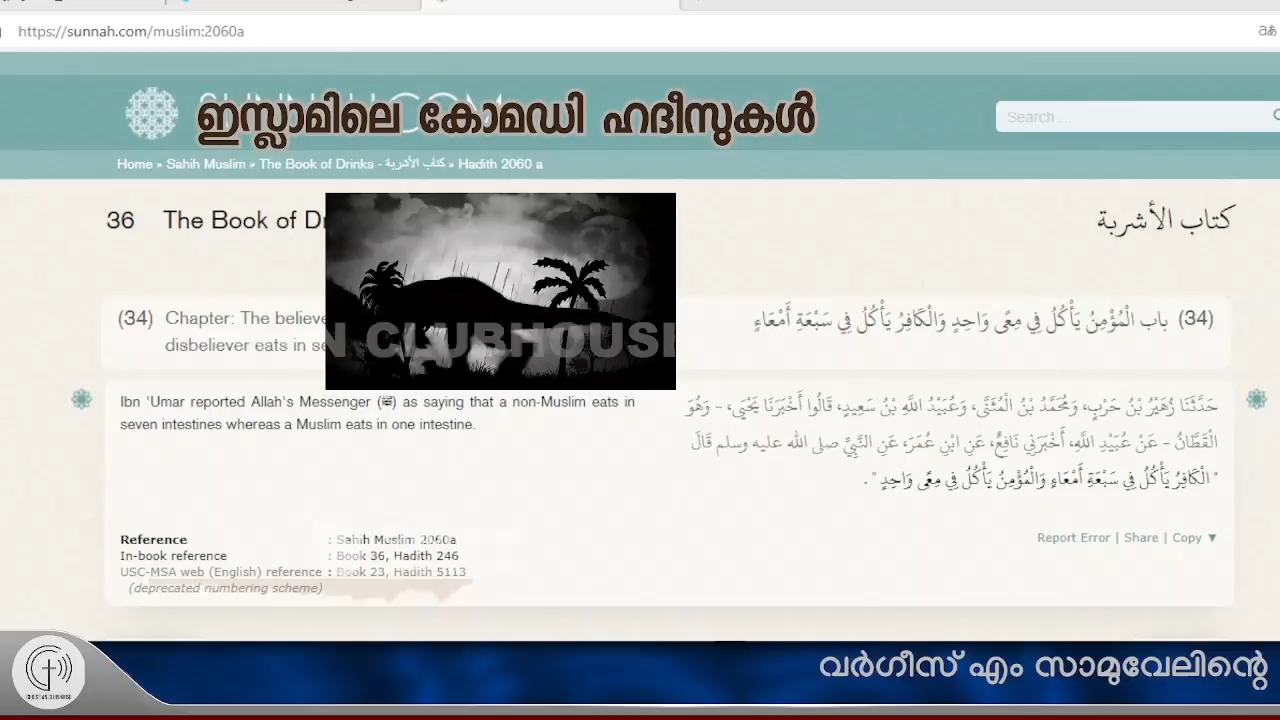 https://sunnah.com/muslim:2060a
ഇസ്ലാമിലെ കോമഡി ഹദീസുകൾ
Search ...
Home » Sahih Muslim » The Book of Drinks - كتاب الأشربة » Hadith 2060 a
36 The Book of Dr
كتاب الأشربة
(34) Chapter: The believe
disbeliever eats in se
(34) باب الْمُؤْمِنُ يَأْكُلُ فِي مِعًى وَاحِدٍ وَالْكَافِرُ يَأْكُلُ فِي سَبْعَةِ أَمْعَاءٍ
N CLUBHOUSE
Ibn 'Umar reported Allah's Messenger (ﷺ) as saying that a non-Muslim eats in
seven intestines whereas a Muslim eats in one intestine.
حَدَّثَنَا زُهَيْرُ بْنُ حَرْبٍ، وَمُحَمَّدُ بْنُ الْمُثَنَّى، وَعُبَيْدُ اللَّهِ بْنُ سَعِيدٍ، قَالُوا أَخْبَرَنَا يَحْيَى، - وَهُوَ
الْقَطَّانُ - عَنْ عُبَيْدِ اللَّهِ، أَخْبَرَنِي نَافِعٌ، عَنِ ابْنِ عُمَرَ، عَنِ النَّبِيِّ صلى الله عليه وسلم قَالَ
" الْكَافِرُ يَأْكُلُ فِي سَبْعَةِ أَمْعَاءٍ وَالْمُؤْمِنُ يَأْكُلُ فِي مِعًى وَاحِدٍ " .
Reference : Sahih Muslim 2060a
In-book reference : Book 36, Hadith 246
USC-MSA web (English) reference : Book 23, Hadith 5113
(deprecated numbering scheme)
Report Error | Share | Copy ▼
CHRISTIAN CLUBHOUSE
വർഗീസ് എം സാമുവേലിന്റെ